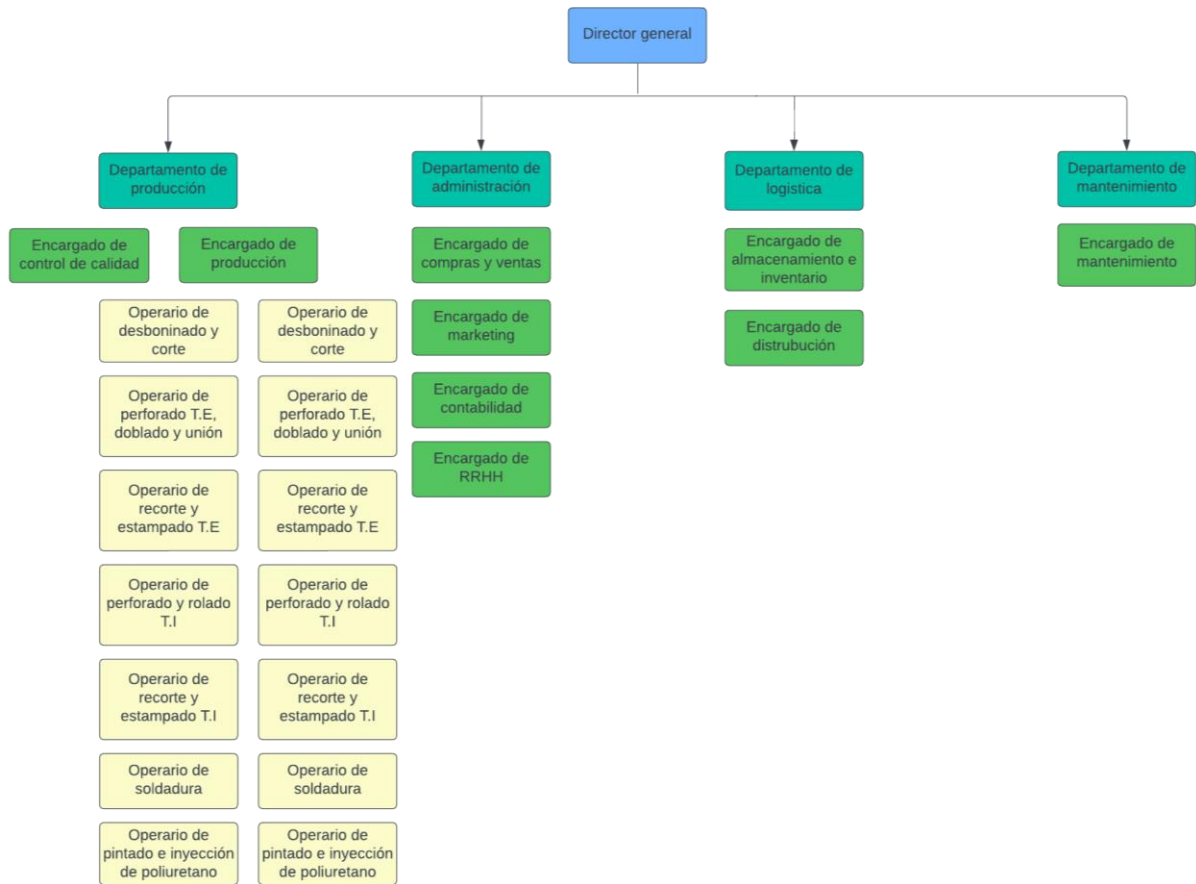 Director general
Departamento de
producción
Departamento de
administración
Departamento de
logistica
Departamento de
mantenimiento
Encargado de
control de calidad
Encargado de
producción
Encargado de
compras y ventas
Encargado de
almacenamiento e
inventario
Encargado de
mantenimiento
Operario de
desboninado y
corte
Operario de
desboninado y
corte
Encargado de
marketing
Encargado de
distrubución
Operario de
perforado T.E,
doblado y unión
Operario de
perforado T.E,
doblado y unión
Encargado de
contabilidad
Encargado de
RRHH
Operario de
recorte y
estampado T.E
Operario de
recorte y
estampado T.E
Operario de
perforado y rolado
T.I
Operario de
perforado y rolado
T.I
Operario de
recorte y
estampado T.I
Operario de
recorte y
estampado T.I
Operario de
soldadura
Operario de
soldadura
Operario de
pintado e inyección
de poliuretano
Operario de
pintado e inyección
de poliuretano